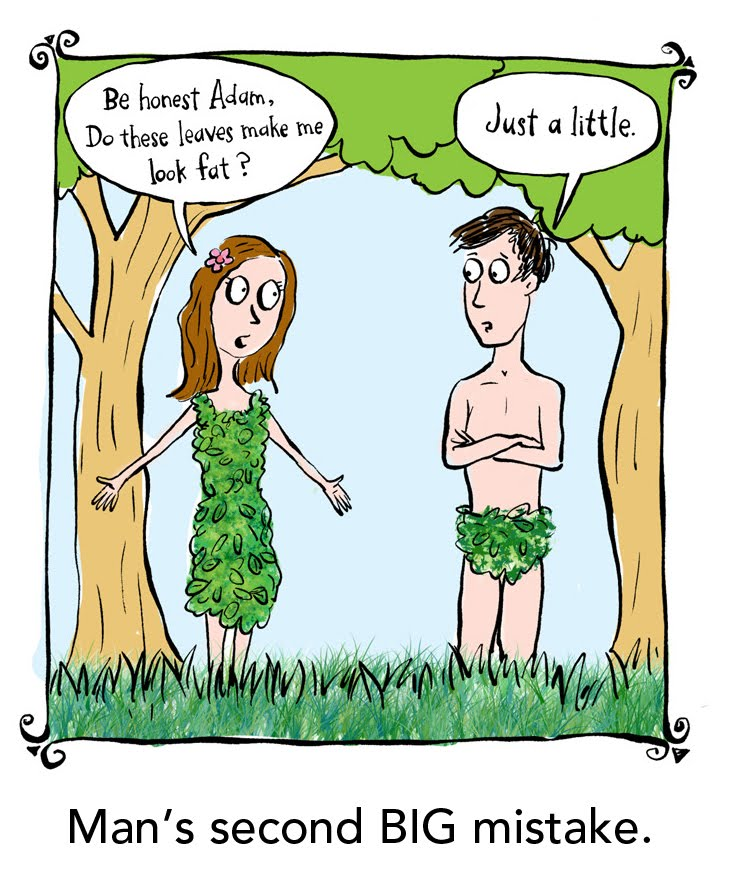 Be honest Adam,
Do these leaves make me
look fat?
Just a little.
Man's second BIG mistake.